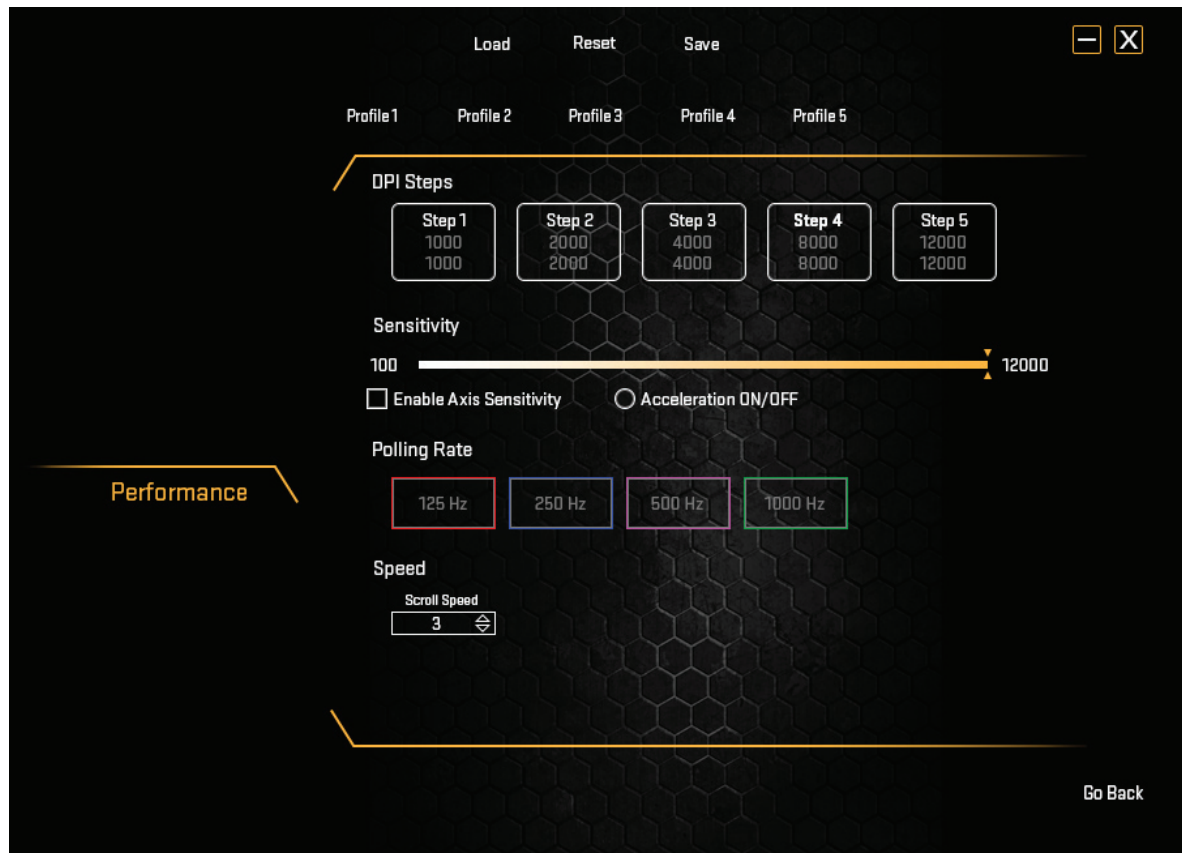 Load Reset Save
X
Profile 1 Profile 2 Profile 3 Profile 4 Profile 5
DPI Steps
Step 1 Step 2 Step 3 Step 4 Step 5
1000 2000 4000 8000 12000
1000 2000 4000 8000 12000
Sensitivity
100 12000
Enable Axis Sensitivity Acceleration ON/OFF
Polling Rate
Performance
125 Hz 250 Hz 500 Hz 1000 Hz
Speed
Scroll Speed
3
Go Back